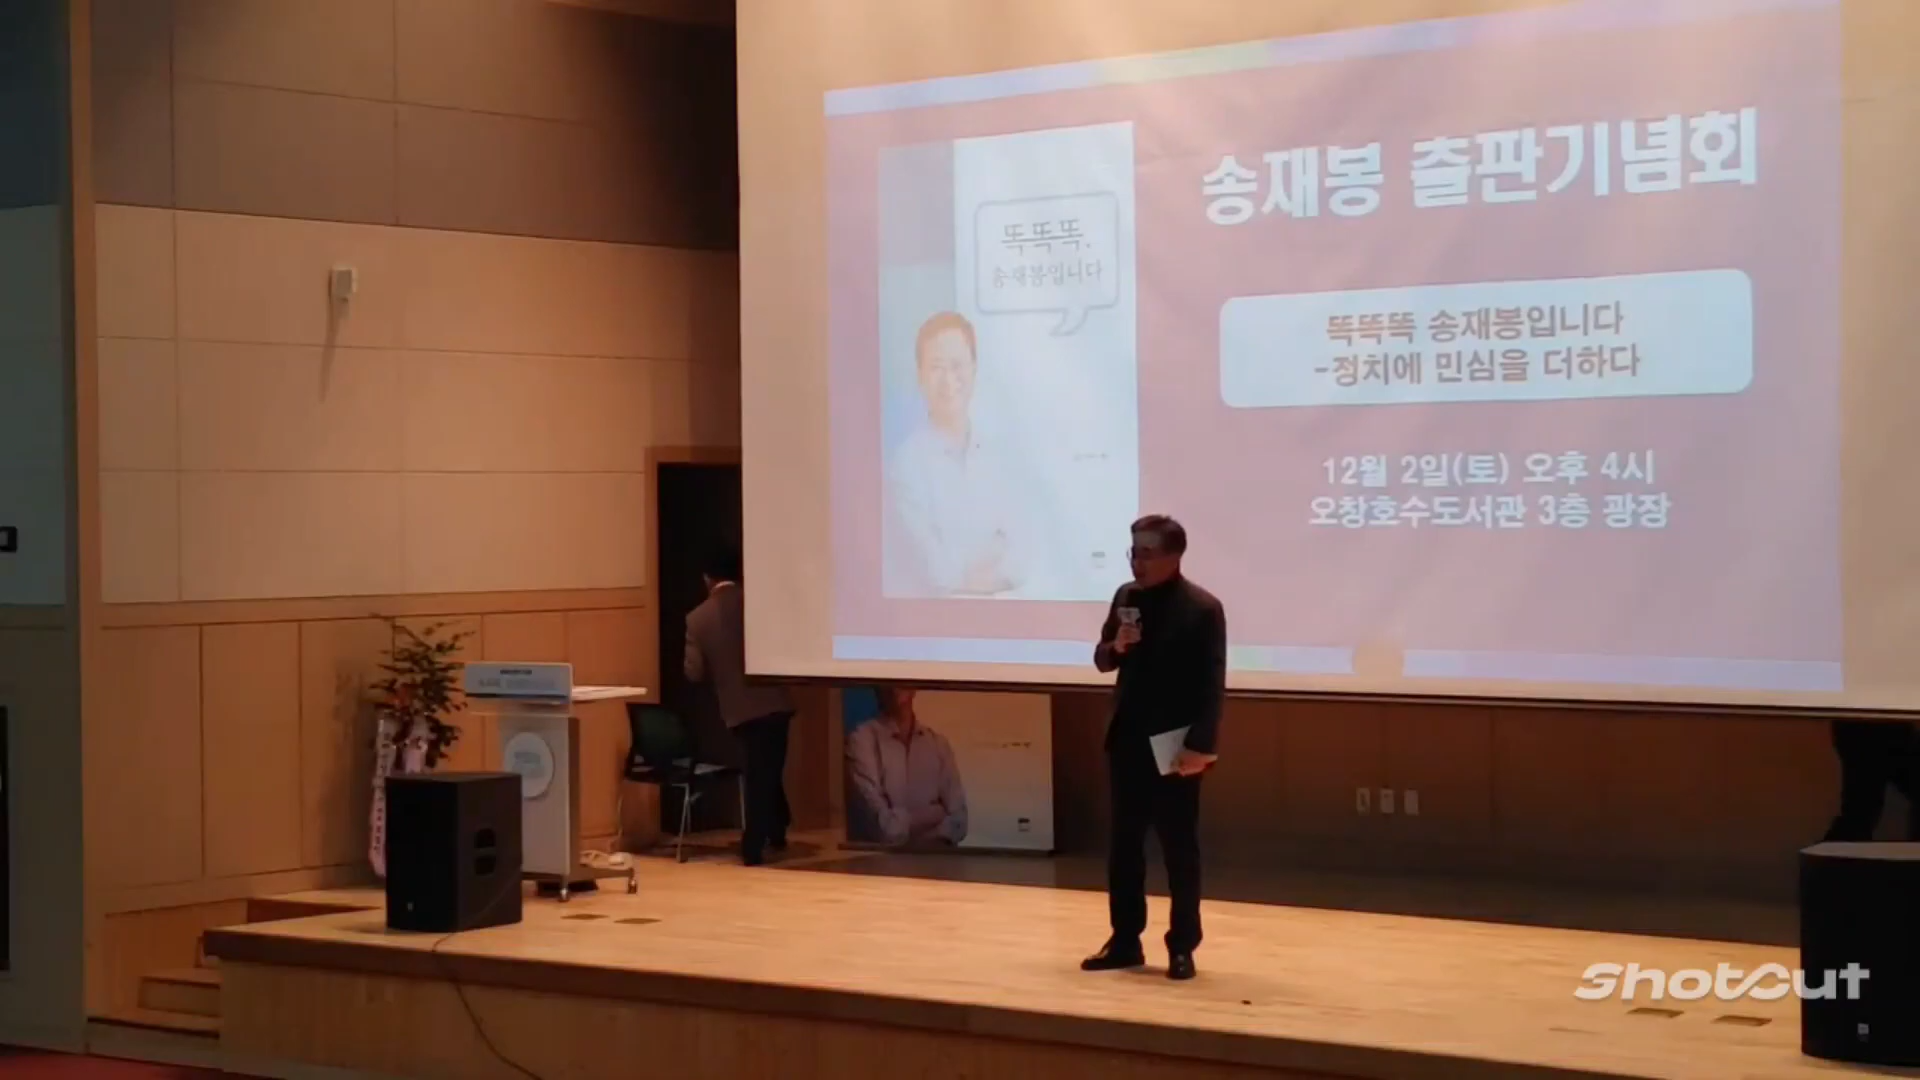 송재봉 출판기념회
똑똑똑.
송재봉입니다
똑똑똑 송재봉입니다
-정치에 민심을 더하다
12월 2일(토) 오후 4시
오창호수도서관 3층 광장
ShotCut